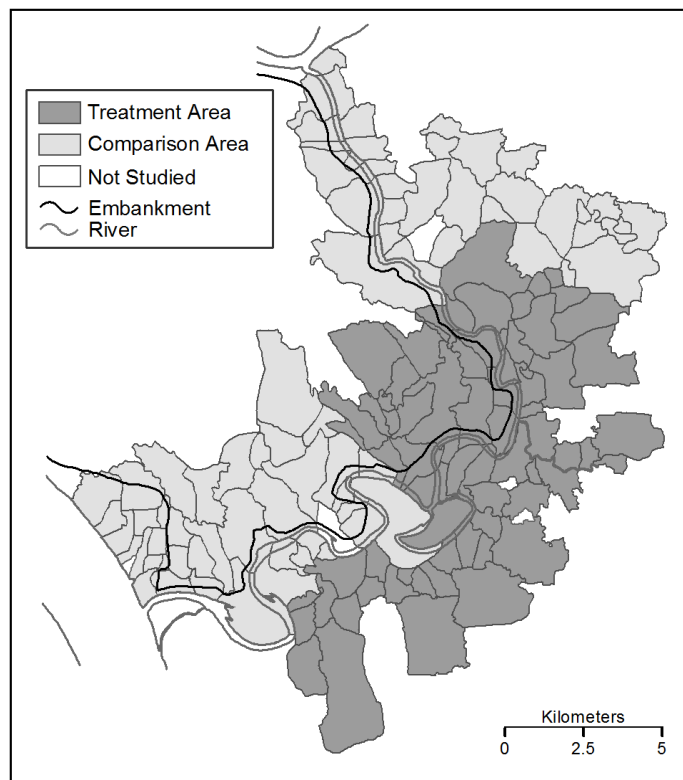 Treatment Area
Comparison Area
Not Studied
Embankment
River
Kilometers
0 2.5 5